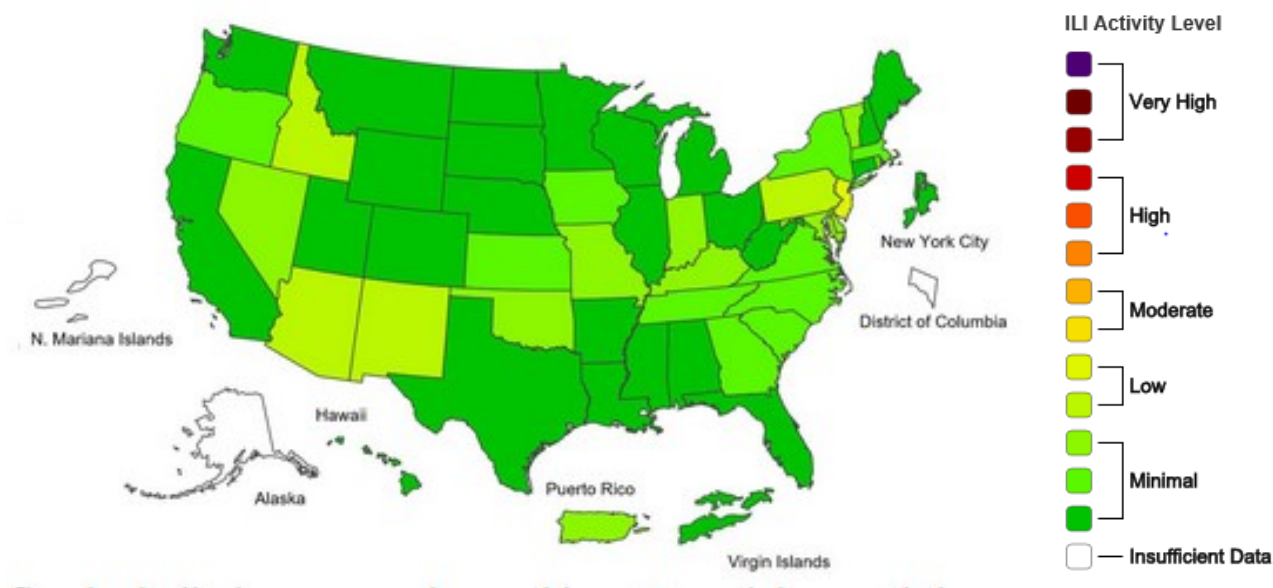 ILI Activity Level
Very High
High
Moderate
Low
Minimal
Insufficient Data
New York City
District of Columbia
N. Mariana Islands
Hawaii
Alaska
Puerto Rico
Virgin Islands